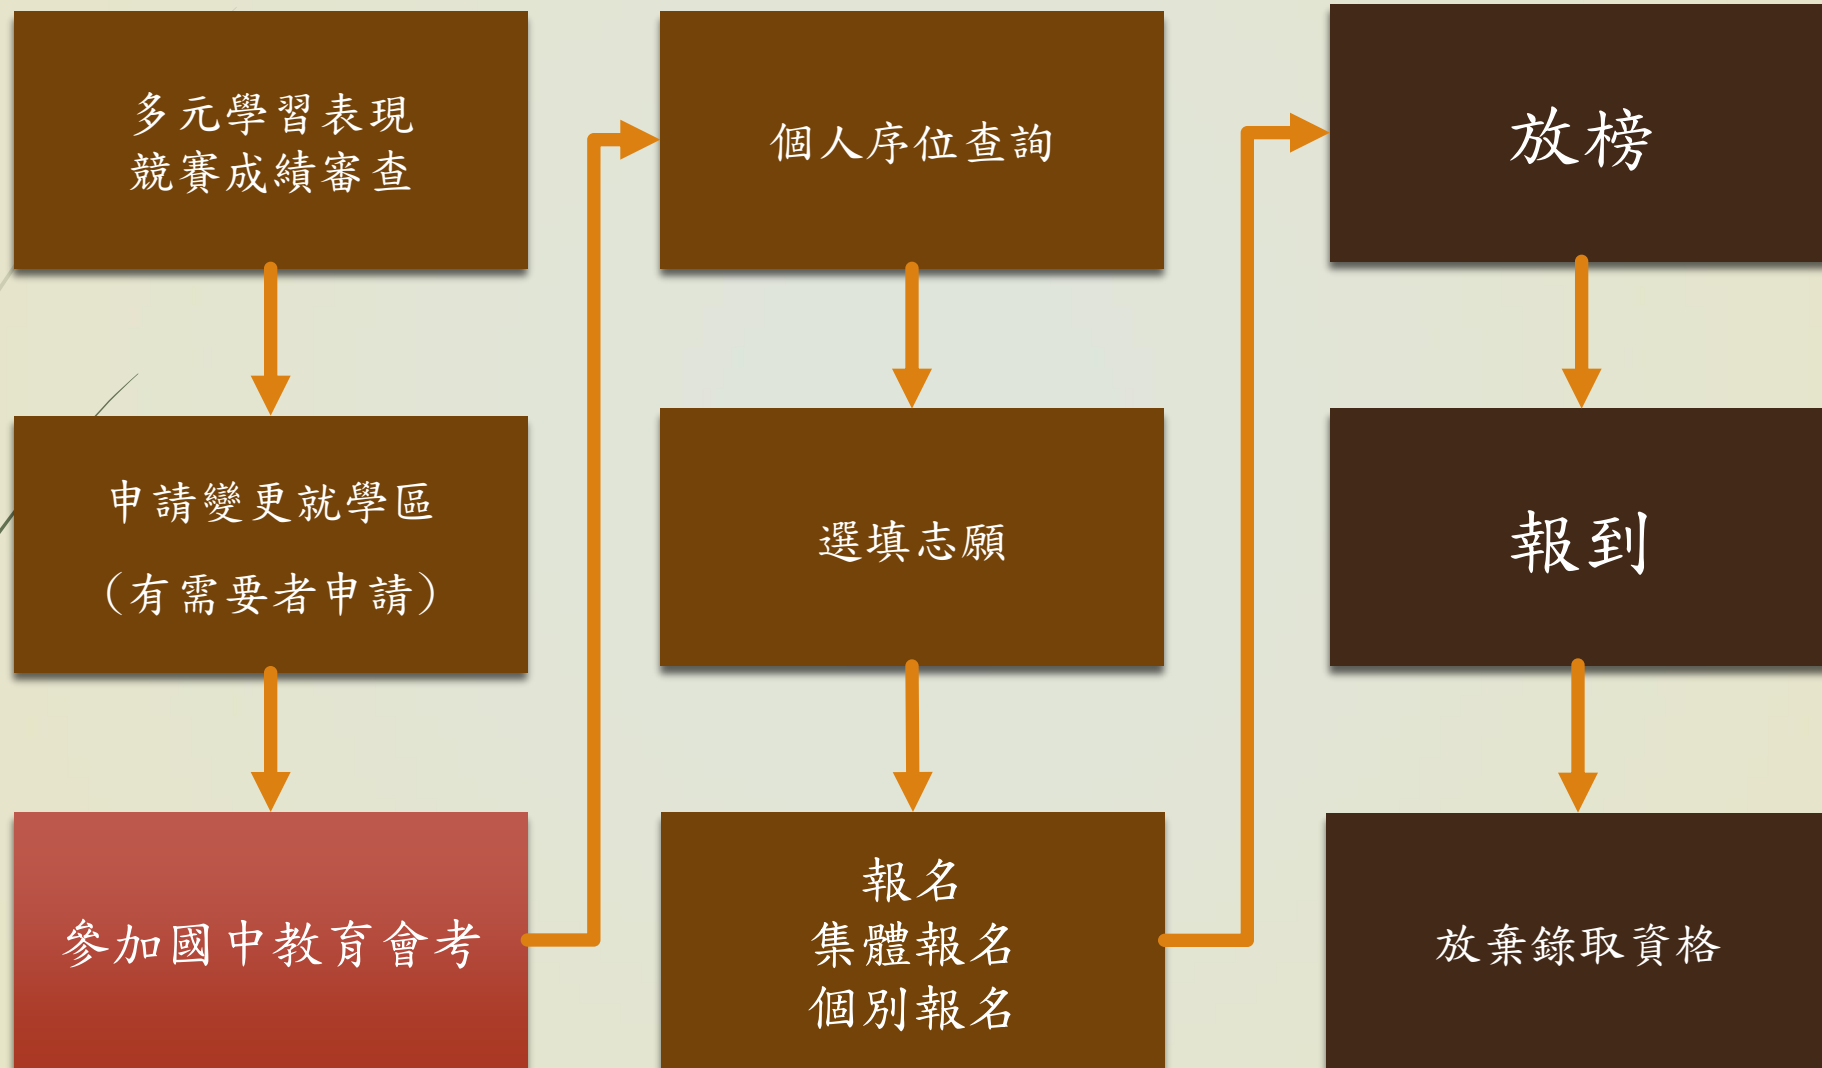 多元學習表現
競賽成績審查
申請變更就學區
（有需要者申請）
參加國中教育會考
個人序位查詢
選填志願
報名
集體報名
個別報名
放榜
報到
放棄錄取資格